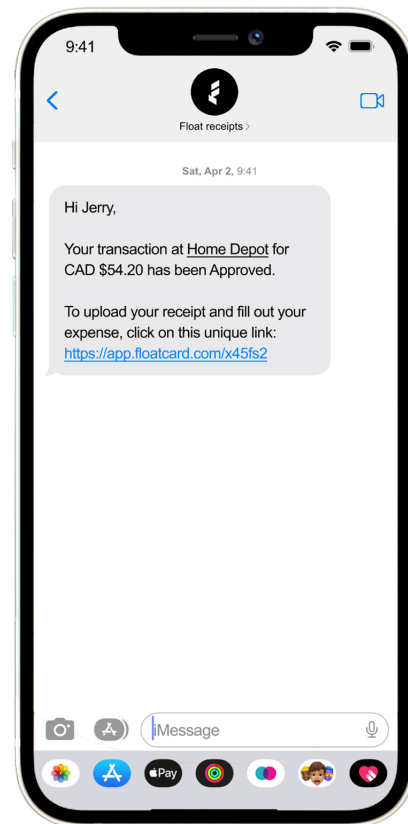 9:41
Float receipts >
Sat, Apr 2, 9:41
Hi Jerry,
Your transaction at Home Depot for
CAD $54.20 has been Approved.
To upload your receipt and fill out your
expense, click on this unique link:
https://app.floatcard.com/x45fs2
iMessage
Pay